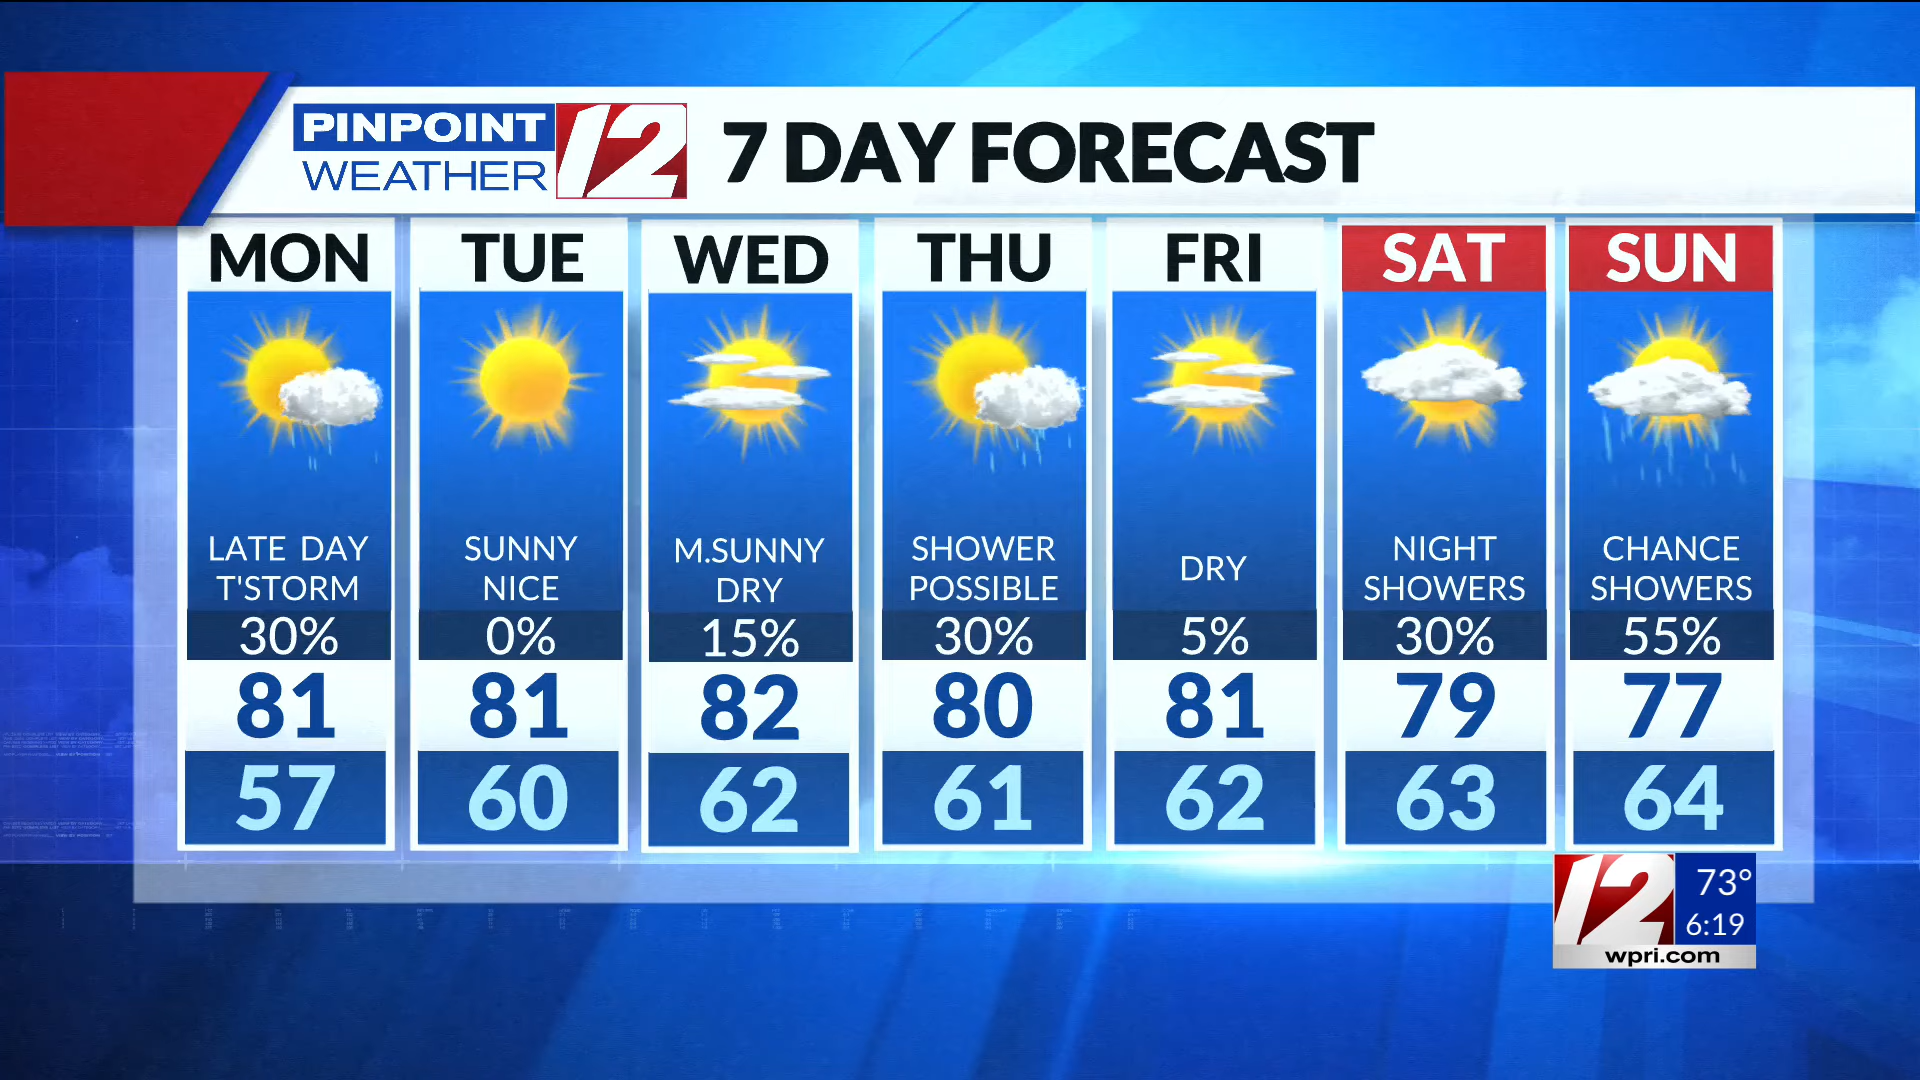 PINPOINT
WEATHER 12
7 DAY FORECAST
MON TUE WED THU FRI SAT SUN
LATE DAY
T'STORM
SUNNY
NICE
M.SUNNY
DRY
SHOWER
POSSIBLE
DRY
NIGHT
SHOWERS
CHANCE
SHOWERS
30% 0% 15% 30% 5% 30% 55%
81 81 82 80 81 79 77
57 60 62 61 62 63 64
12
73°
6:19
wpri.com